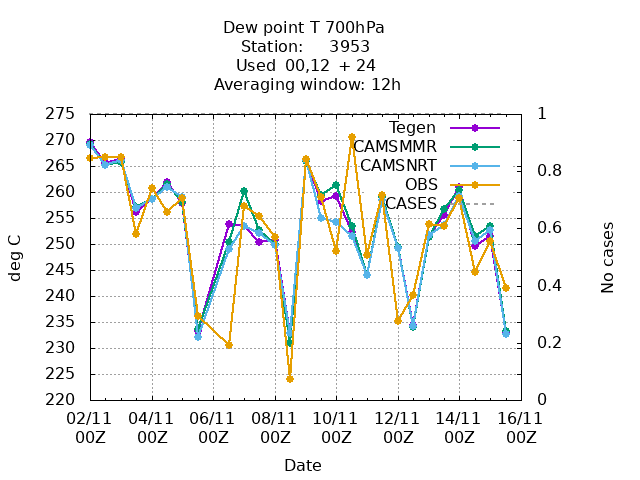 Dew point T 700hPa
Station:     3953
Used  00,12  + 24
Averaging window: 12h
275
270
265
260
255
250
245
240
235
230
225
220
deg C
1
0.8
0.6
0.4
0.2
0
No cases
Tegen
CAMSMMR
CAMSNRT
OBS
CASES
02/11 00Z
04/11 00Z
06/11 00Z
08/11 00Z
10/11 00Z
12/11 00Z
14/11 00Z
16/11 00Z
Date